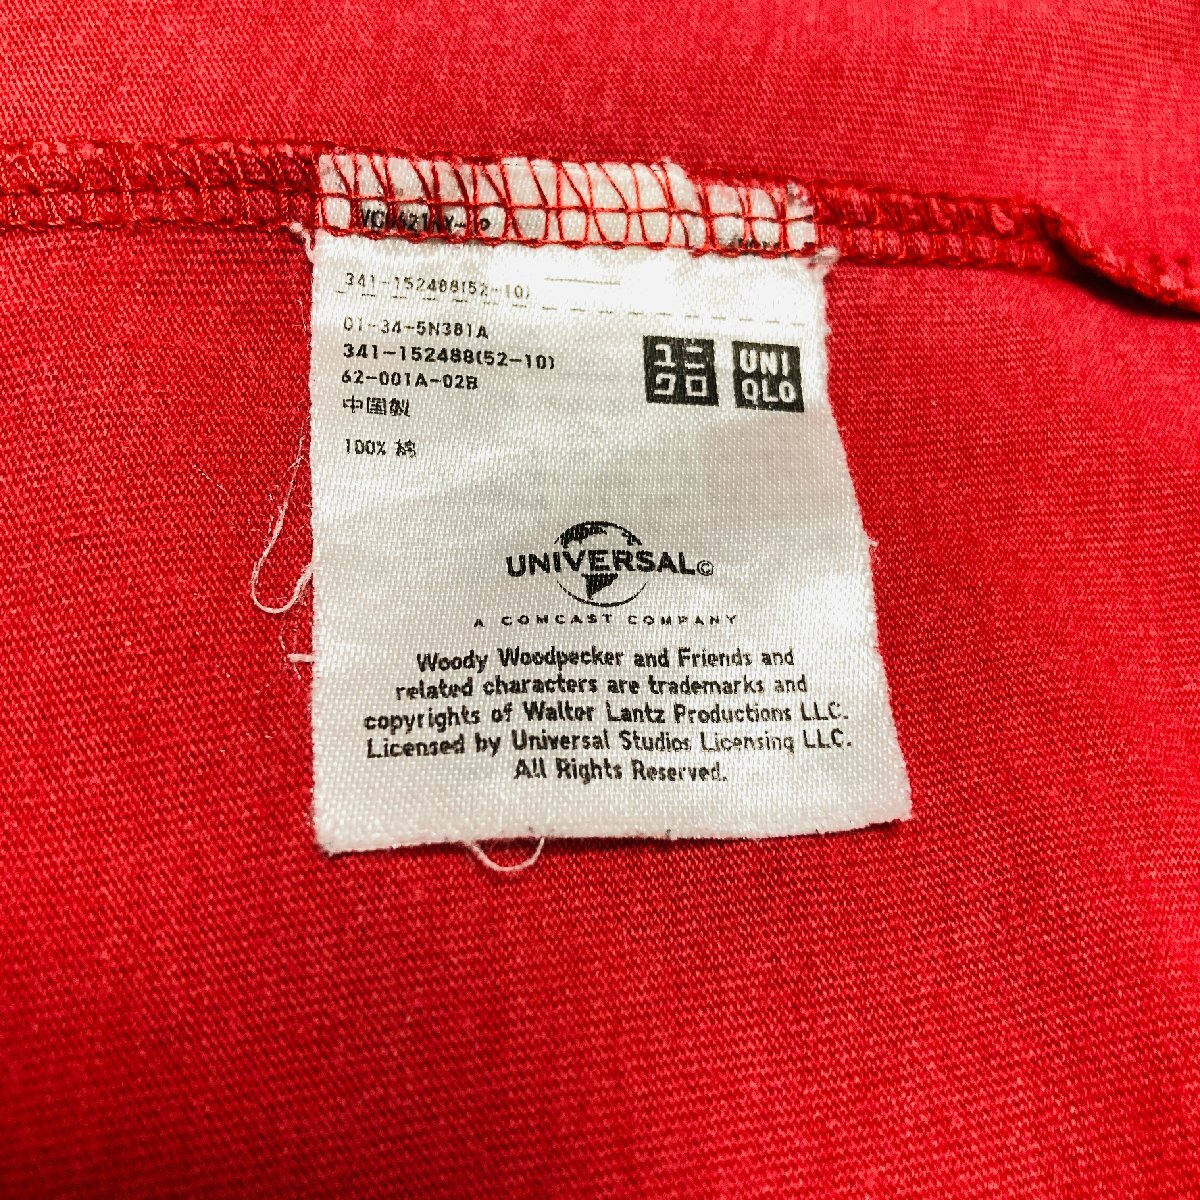 341-152488(52-10)
01-34-5N381A
341-152488(52-10)
62-001A-02B
中国製
100% 綿
ユニ
クロ
UNI
QLO
UNIVERSAL©
A COMCAST COMPANY
Woody Woodpecker and Friends and
related characters are trademarks and
copyrights of Walter Lantz Productions LLC.
Licensed by Universal Studios Licensing LLC.
All Rights Reserved.